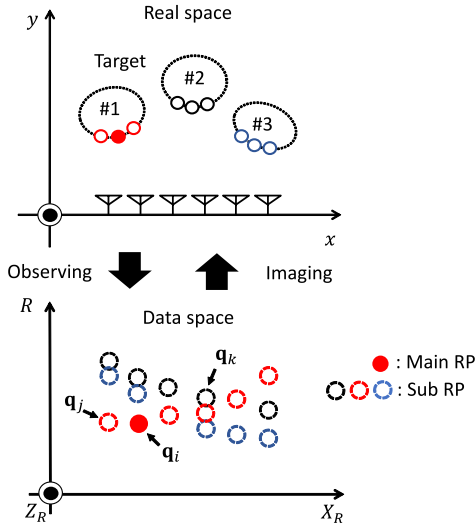 Real space
y
Target
#1
#2
#3
x
Observing
Imaging
R
Data space
q_k
q_j
q_i
: Main RP
: Sub RP
Z_R
X_R